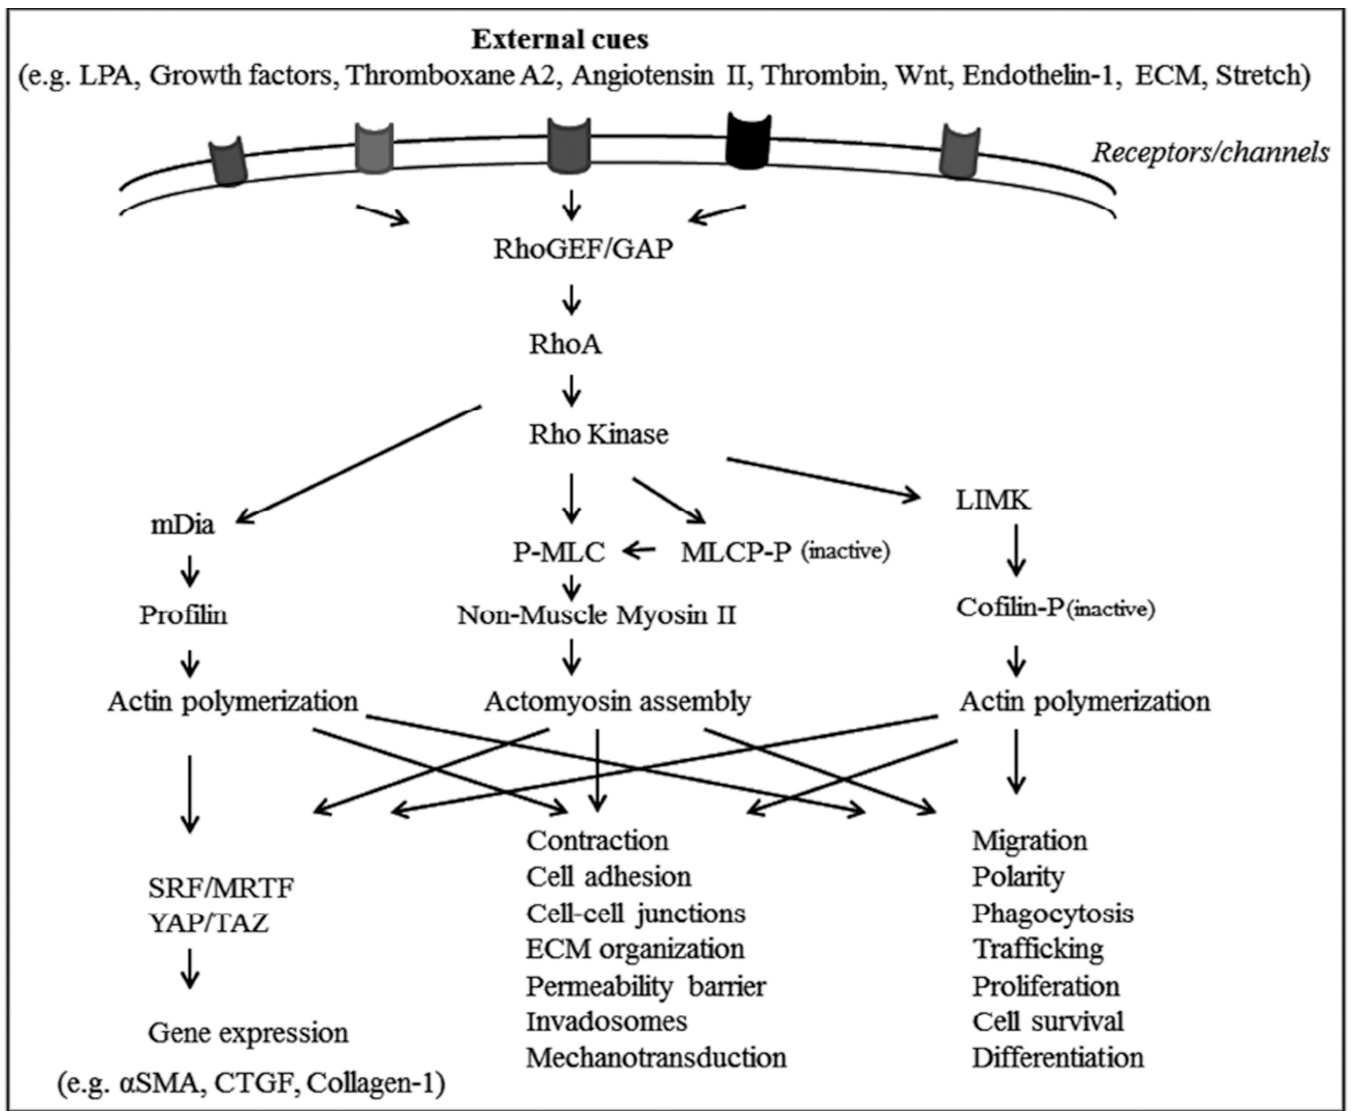 External cues
(e.g. LPA, Growth factors, Thromboxane A2, Angiotensin II, Thrombin, Wnt, Endothelin-1, ECM, Stretch)
Receptors/channels
RhoGEF/GAP
RhoA
Rho Kinase
mDia
P-MLC
MLCP-P (inactive)
LIMK
Profilin
Non-Muscle Myosin II
Cofilin-P(inactive)
Actin polymerization
Actomyosin assembly
Actin polymerization
SRF/MRTF
YAP/TAZ
Gene expression
(e.g. αSMA, CTGF, Collagen-1)
Contraction
Cell adhesion
Cell-cell junctions
ECM organization
Permeability barrier
Invadosomes
Mechanotransduction
Migration
Polarity
Phagocytosis
Trafficking
Proliferation
Cell survival
Differentiation